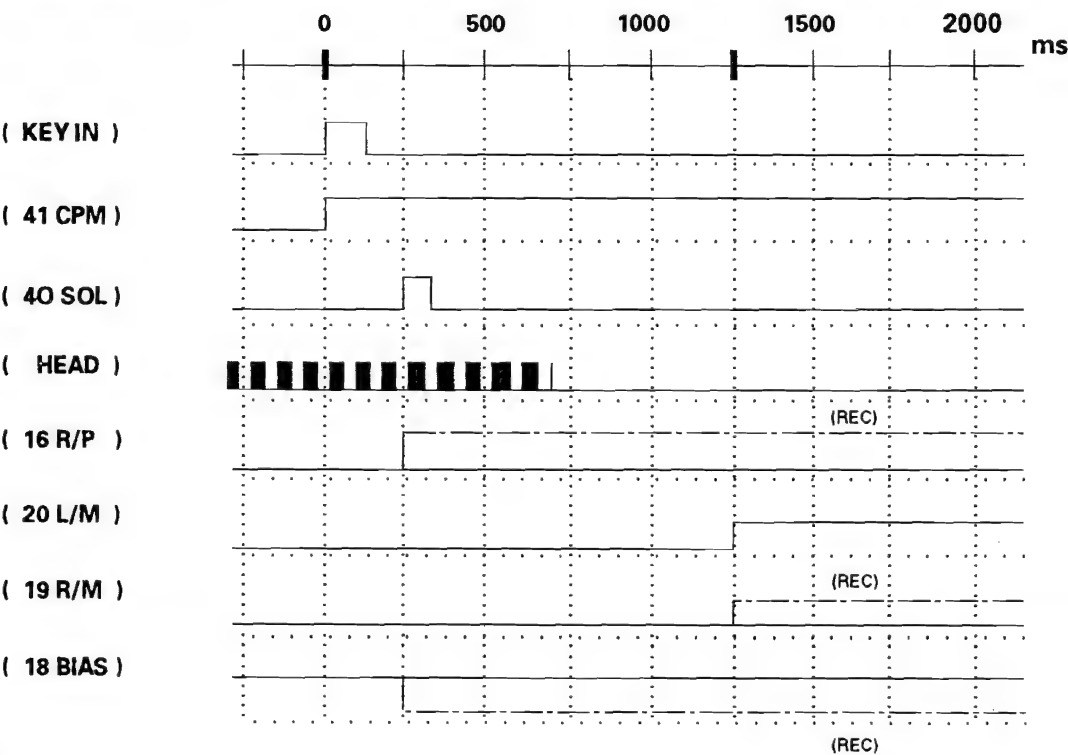 0 500 1000 1500 2000
ms
( KEY IN )
( 41 CPM )
( 40 SOL )
( HEAD )
(REC)
( 16 R/P )
( 20 L/M )
(REC)
( 19 R/M )
( 18 BIAS )
(REC)